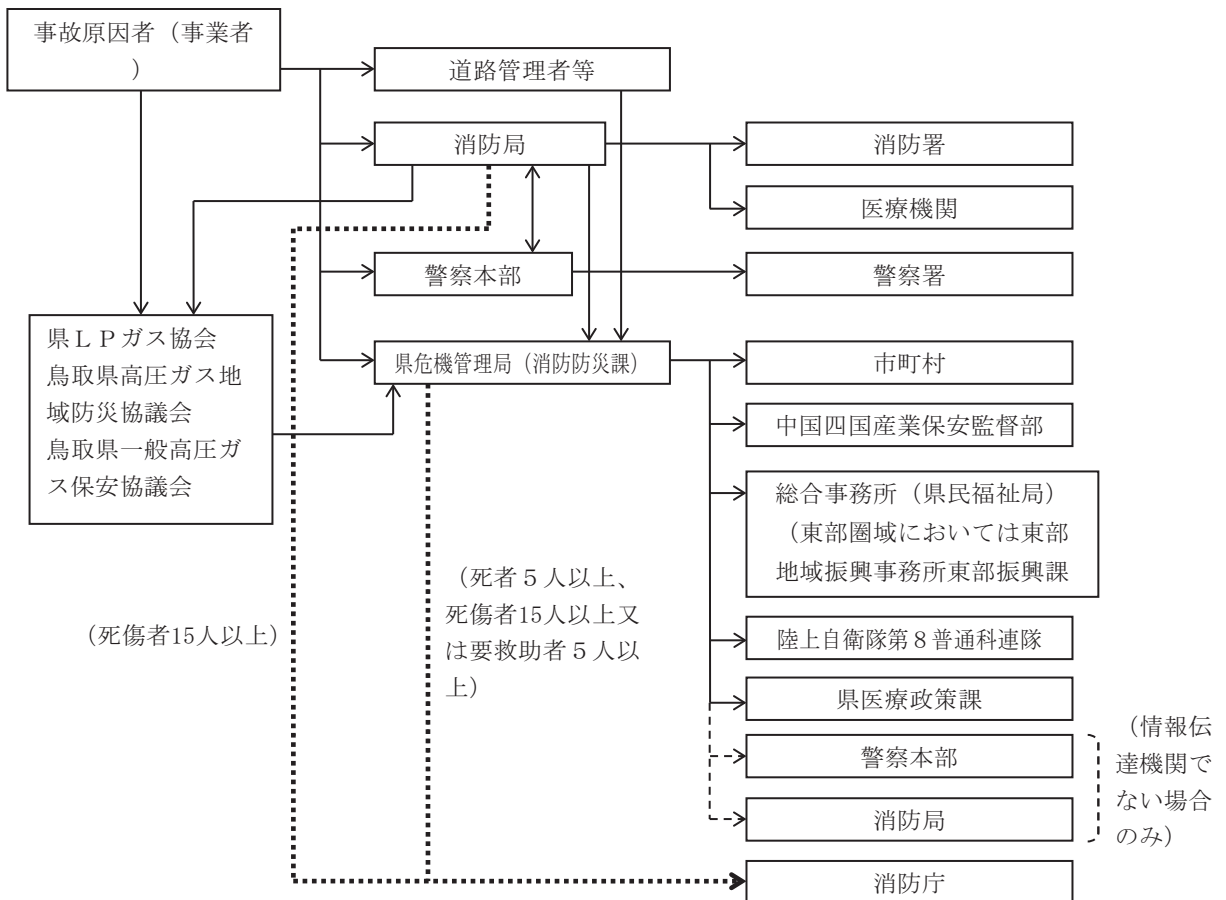 事故原因者（事業者
）
道路管理者等
消防局
消防署
医療機関
警察本部
警察署
県ＬＰガス協会
鳥取県高圧ガス地
域防災協議会
鳥取県一般高圧ガ
ス保安協議会
県危機管理局（消防防災課）
市町村
中国四国産業保安監督部
総合事務所（県民福祉局）
（東部圏域においては東部
地域振興事務所東部振興課
（死者５人以上、
死傷者15人以上又
は要救助者５人以
上）
（死傷者15人以上）
陸上自衛隊第８普通科連隊
県医療政策課
警察本部
消防局
（情報伝
達機関で
ない場合
のみ）
消防庁